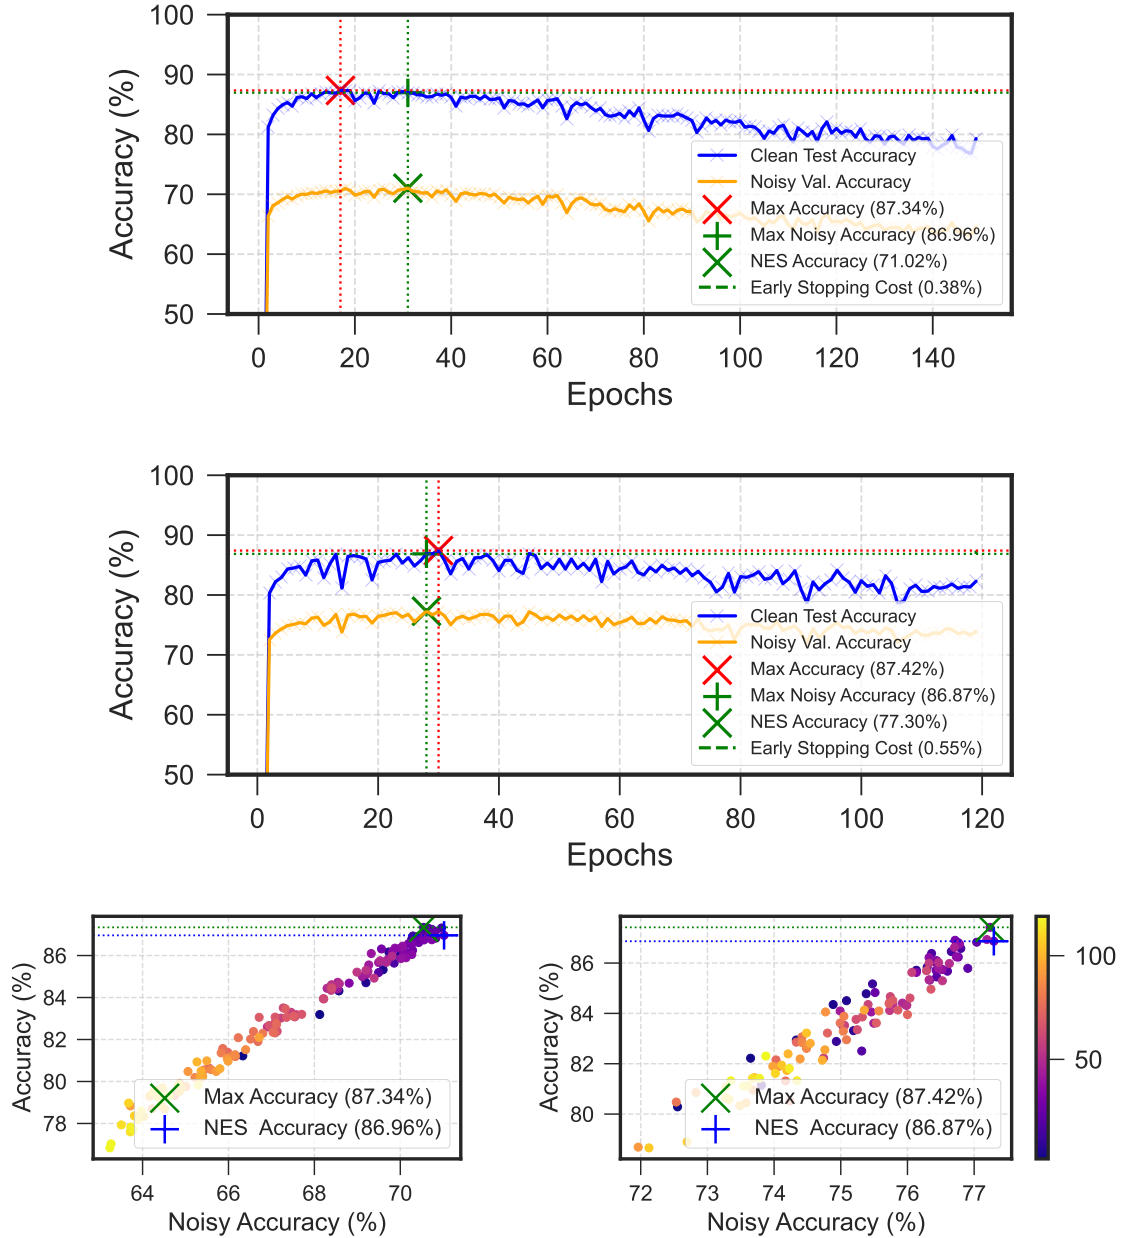 100
90
80
70
60
50
Accuracy (%)
Clean Test Accuracy
Noisy Val. Accuracy
Max Accuracy (87.34%)
Max Noisy Accuracy (86.96%)
NES Accuracy (71.02%)
Early Stopping Cost (0.38%)
0 20 40 60 80 100 120 140
Epochs
100
90
80
70
60
50
Accuracy (%)
Clean Test Accuracy
Noisy Val. Accuracy
Max Accuracy (87.42%)
Max Noisy Accuracy (86.87%)
NES Accuracy (77.30%)
Early Stopping Cost (0.55%)
0 20 40 60 80 100 120
Epochs
86
84
82
80
78
Accuracy (%)
Max Accuracy (87.34%)
NES Accuracy (86.96%)
64 66 68 70
Noisy Accuracy (%)
86
84
82
80
Accuracy (%)
Max Accuracy (87.42%)
NES Accuracy (86.87%)
72 73 74 75 76 77
Noisy Accuracy (%)
100
50